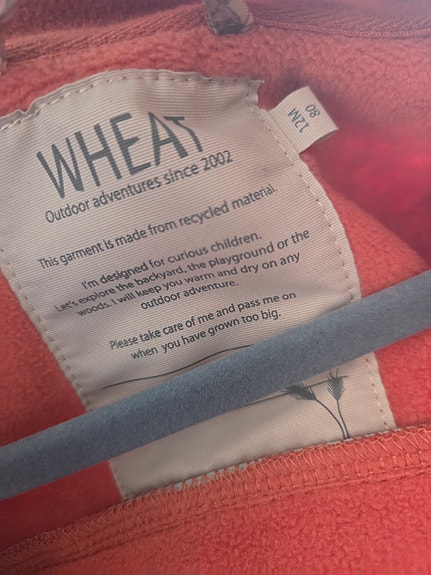 WHEAT
Outdoor adventures since 2002
12M
80
This garment is made from recycled material.
I'm designed for curious children.
Let's explore the backyard, the playground or the
woods. I will keep you warm and dry on any
outdoor adventure.
Please take care of me and pass me on
when you have grown too big.